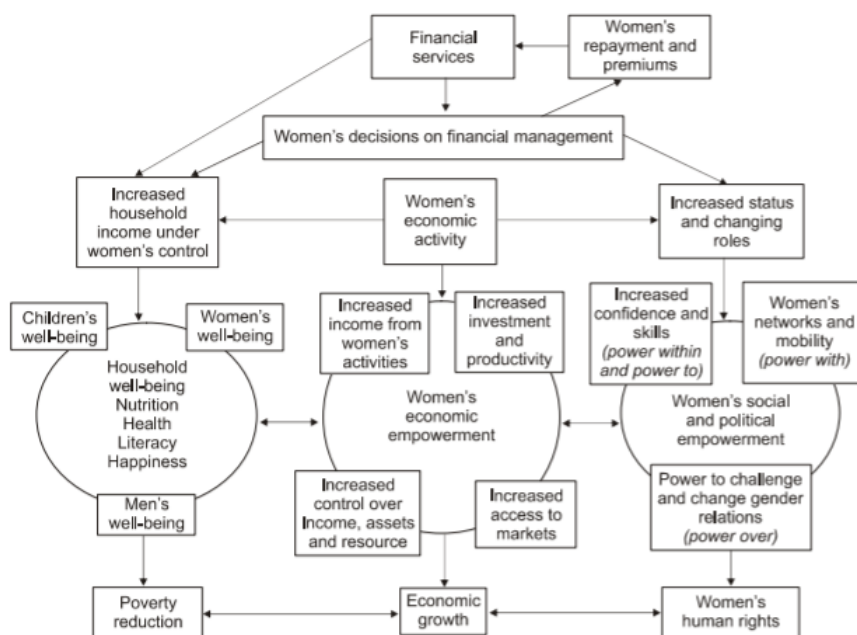 Financial
services
Women's
repayment and
premiums
Women's decisions on financial management
Increased
household
income under
women's control
Women's
economic
activity
Increased status
and changing
roles
Children's
well-being
Women's
well-being
Household
well-being
Nutrition
Health
Literacy
Happiness
Men's
well-being
Increased
income from
women's
activities
Increased
investment
and
productivity
Women's
economic
empowerment
Increased
control over
Income, assets
and resource
Increased
access to
markets
Increased
confidence and
skills
(power within
and power to)
Women's
networks and
mobility
(power with)
Women's social
and political
empowerment
Power to challenge
and change gender
relations
(power over)
Poverty
reduction
Economic
growth
Women's
human rights